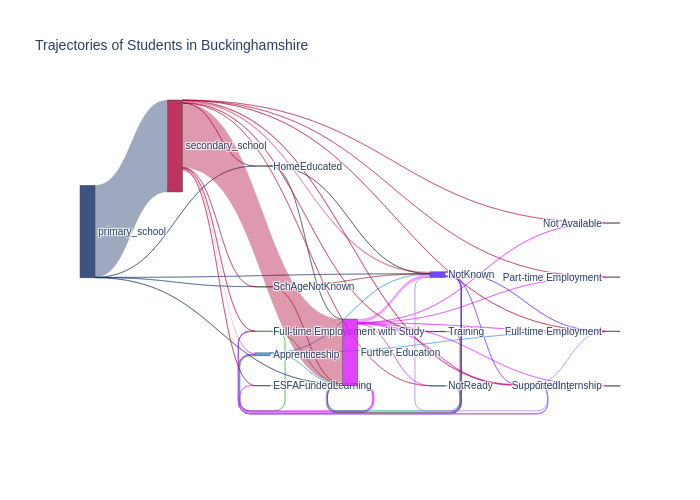 Trajectories of Students in Buckinghamshire
secondary_school
HomeEducated
Not Available
primary_school
NotKnown
Part-time Employment
SchAgeNotKnown
Full-time Employment with Study
Training
Full-time Employment
Apprenticeship
Further Education
ESFAFundedLearning
NotReady
SupportedInternship